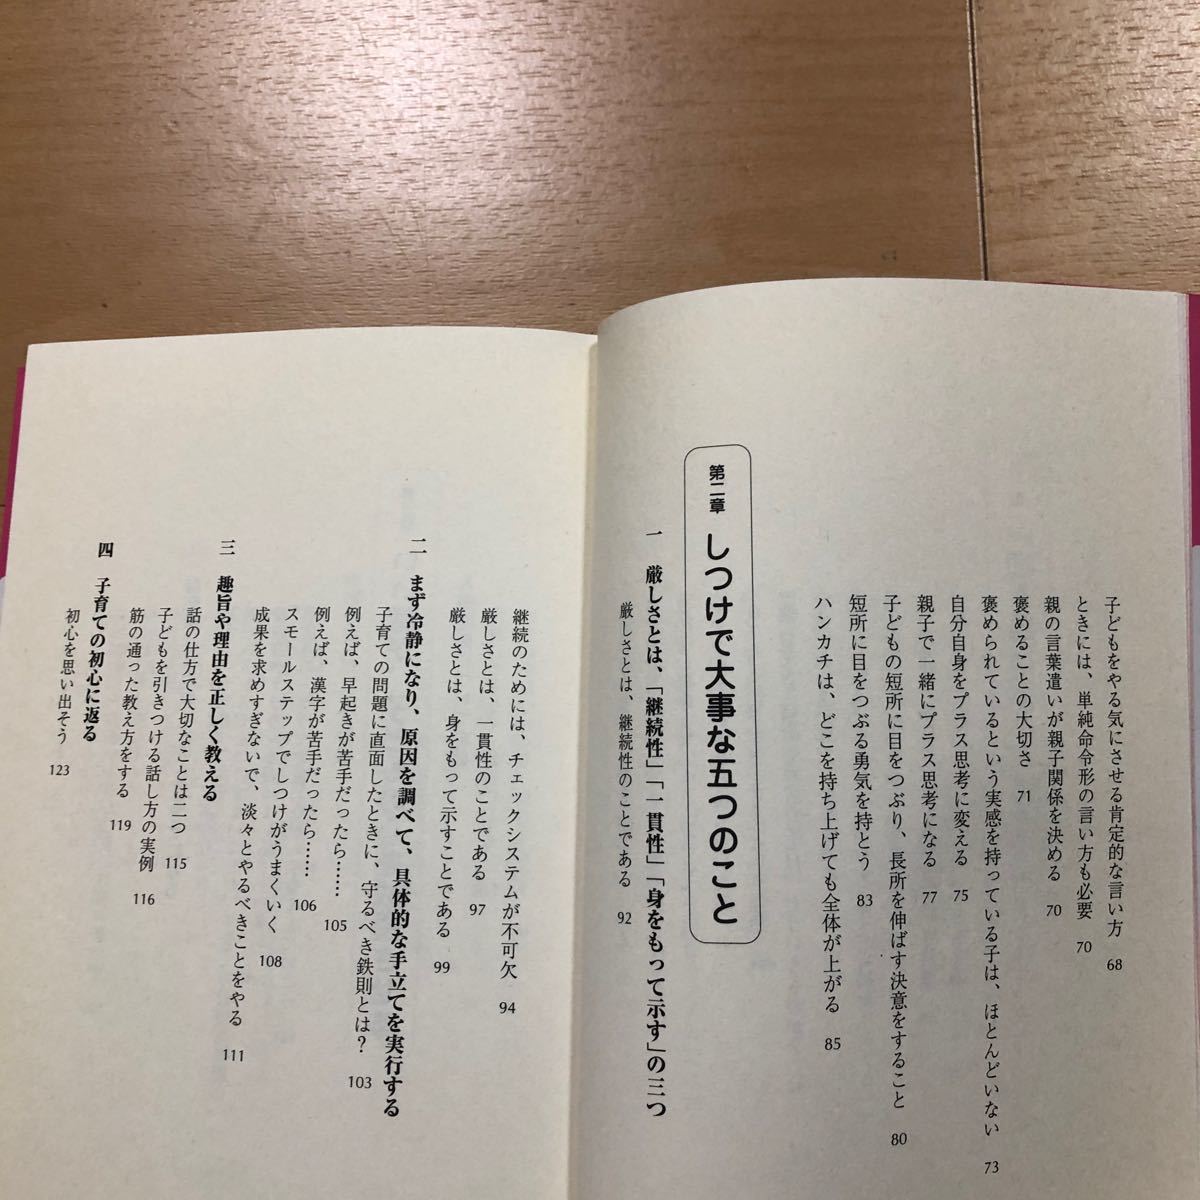 子どもをやる気にさせる肯定的な言い方 68
ときには、単純命令形の言い方も必要 70
親の言葉遣いが親子関係を決める 70
褒めることの大切さ 71
褒められているという実感を持っている子は、ほとんどいない 73
自分自身をプラス思考に変える 75
親子で一緒にプラス思考になる 77
子どもの短所に目をつぶり、長所を伸ばす決意をすること 80
短所に目をつぶる勇気を持とう 83
ハンカチは、どこを持ち上げても全体が上がる 85
第二章 しつけで大事な五つのこと
一 厳しさとは、「継続性」「一貫性」「身をもって示す」の三つ
厳しさとは、継続性のことである 92
継続のためには、チェックシステムが不可欠 94
厳しさとは、一貫性のことである 97
厳しさとは、身をもって示すことである 99
二 まず冷静になり、原因を調べて、具体的な手立てを実行する
子育ての問題に直面したときに、守るべき鉄則とは? 103
例えば、早起きが苦手だったら…… 105
例えば、漢字が苦手だったら…… 106
スモールステップでしつけがうまくいく 108
成果を求めすぎないで、淡々とやるべきことをやる 111
三 趣旨や理由を正しく教える
話の仕方で大切なことは二つ 115
子どもを引きつける話し方の実例 116
筋の通った教え方をする 119
四 子育ての初心に返る
初心を思い出そう 123